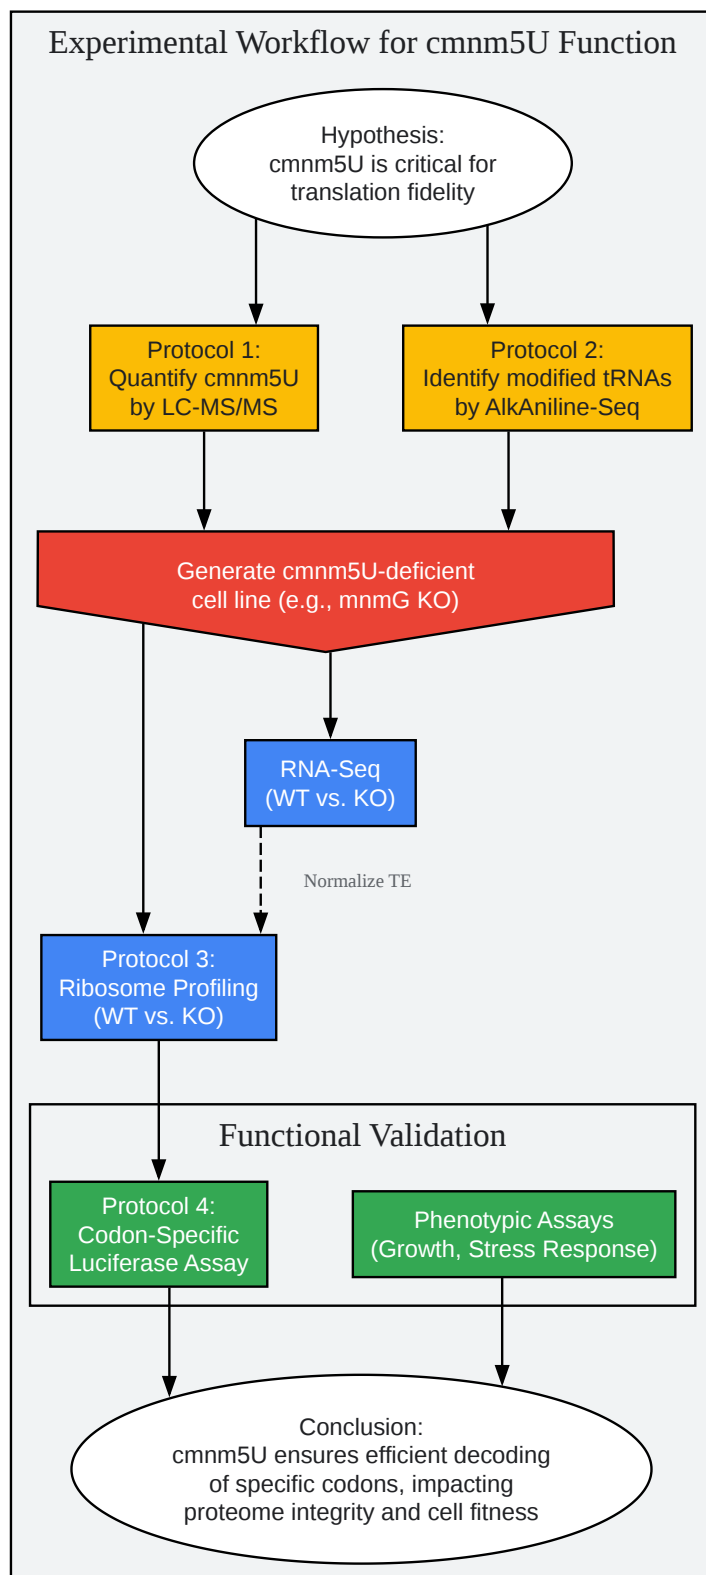 Experimental Workflow for cmnm5U Function
Hypothesis:
cmnm5U is critical for
translation fidelity
Protocol 1:
Quantify cmnm5U
by LC-MS/MS
Protocol 2:
Identify modified tRNAs
by AlkAniline-Seq
Generate cmnm5U-deficient
cell line (e.g., mnmG KO)
RNA-Seq
(WT vs. KO)
Normalize TE
Protocol 3:
Ribosome Profiling
(WT vs. KO)
Functional Validation
Protocol 4:
Codon-Specific
Luciferase Assay
Phenotypic Assays
(Growth, Stress Response)
Conclusion:
cmnm5U ensures efficient decoding
of specific codons, impacting
proteome integrity and cell fitness